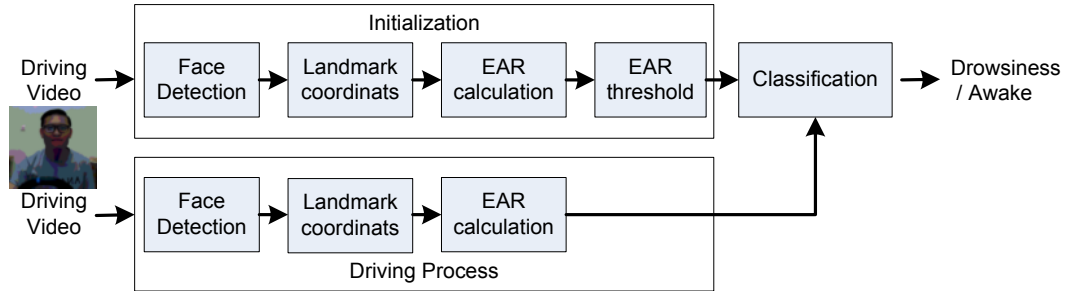 Initialization
Driving
Video
Face
Detection
Landmark
coordinats
EAR
calculation
EAR
threshold
Classification
Drowsiness
/ Awake
Driving
Video
Face
Detection
Landmark
coordinats
EAR
calculation
Driving Process